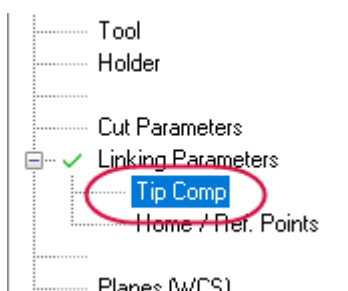 Tool
Holder
Cut Parameters
Linking Parameters
Tip Comp
Home / Ref. Points
Planes (WCS)